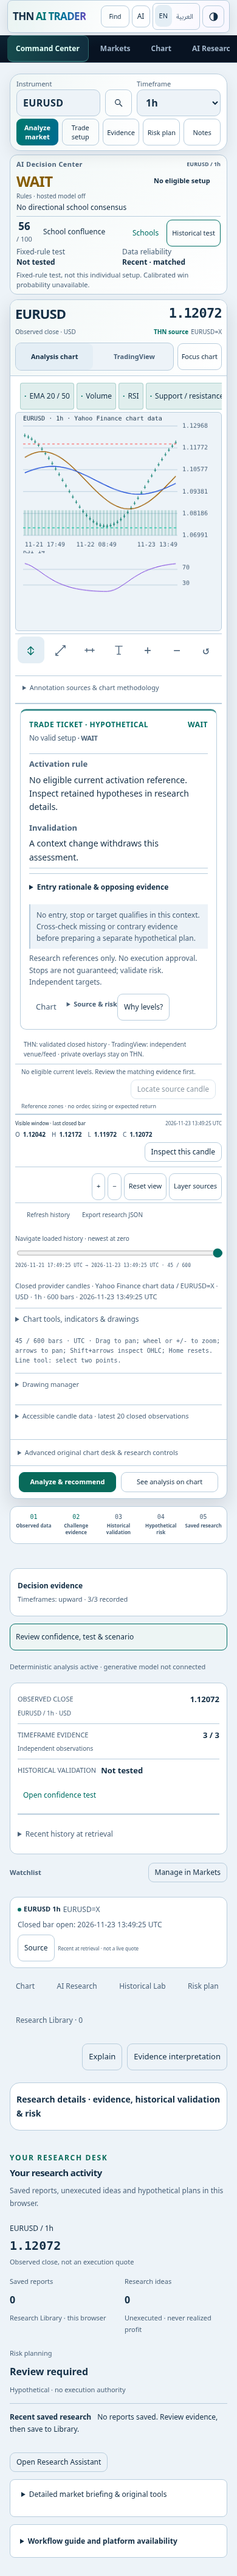 THN AI TRADER
Find
AI
EN
العربية
Command Center
Markets
Chart
AI Researc
Instrument
Timeframe
EURUSD
1h
Analyze market
Trade setup
Evidence
Risk plan
Notes
AI Decision Center
EURUSD / 1h
WAIT
No eligible setup
Rules · hosted model off
No directional school consensus
56
/ 100
School confluence
Schools
Historical test
Fixed-rule test
Not tested
Data reliability
Recent · matched
Fixed-rule test, not this individual setup. Calibrated win
probability unavailable.
EURUSD
1.12072
Observed close · USD
THN source EURUSD=X
Analysis chart
TradingView
Focus chart
· EMA 20 / 50
· Volume
· RSI
· Support / resistance
EURUSD · 1h · Yahoo Finance chart data
1.12968
1.11772
1.10577
1.09381
1.08186
1.06991
11-21 17:49
11-22 08:49
11-23 13:49
70
30
Annotation sources & chart methodology
TRADE TICKET · HYPOTHETICAL
WAIT
No valid setup · WAIT
Activation rule
No eligible current activation reference.
Inspect retained hypotheses in research
details.
Invalidation
A context change withdraws this
assessment.
Entry rationale & opposing evidence
No entry, stop or target qualifies in this context.
Cross-check missing or contrary evidence
before preparing a separate hypothetical plan.
Research references only. No execution approval.
Stops are not guaranteed; validate risk.
Independent targets.
Chart
Source & risk
Why levels?
THN: validated closed history · TradingView: independent
venue/feed · private overlays stay on THN.
No eligible current levels. Review the matching evidence first.
Locate source candle
Reference zones · no order, sizing or expected return
Visible window · last closed bar
2026-11-23 13:49:25 UTC
O 1.12042 H 1.12172 L 1.11972 C 1.12072
Inspect this candle
+
−
Reset view
Layer sources
Refresh history
Export research JSON
Navigate loaded history · newest at zero
2026-11-21 17:49:25 UTC → 2026-11-23 13:49:25 UTC · 45 / 600
Closed provider candles · Yahoo Finance chart data / EURUSD=X ·
USD · 1h · 600 bars · 2026-11-23 13:49:25 UTC
Chart tools, indicators & drawings
45 / 600 bars · UTC · Drag to pan; wheel or +/- to zoom;
arrows to pan; Shift+arrows inspect OHLC; Home resets.
Line tool: select two points.
Drawing manager
Accessible candle data · latest 20 closed observations
Advanced original chart desk & research controls
Analyze & recommend
See analysis on chart
01
Observed data
02
Challenge evidence
03
Historical validation
04
Hypothetical risk
05
Saved research
Decision evidence
Timeframes: upward · 3/3 recorded
Review confidence, test & scenario
Deterministic analysis active · generative model not connected
OBSERVED CLOSE
1.12072
EURUSD / 1h · USD
TIMEFRAME EVIDENCE
3 / 3
Independent observations
HISTORICAL VALIDATION Not tested
Open confidence test
Recent history at retrieval
Watchlist
Manage in Markets
EURUSD 1h EURUSD=X
Closed bar open: 2026-11-23 13:49:25 UTC
Source
Recent at retrieval · not a live quote
Chart
AI Research
Historical Lab
Risk plan
Research Library · 0
Explain
Evidence interpretation
Research details · evidence, historical validation
& risk
YOUR RESEARCH DESK
Your research activity
Saved reports, unexecuted ideas and hypothetical plans in this
browser.
EURUSD / 1h
1.12072
Observed close, not an execution quote
Saved reports
0
Research Library · this browser
Research ideas
0
Unexecuted · never realized
profit
Risk planning
Review required
Hypothetical · no execution authority
Recent saved research No reports saved. Review evidence,
then save to Library.
Open Research Assistant
Detailed market briefing & original tools
Workflow guide and platform availability